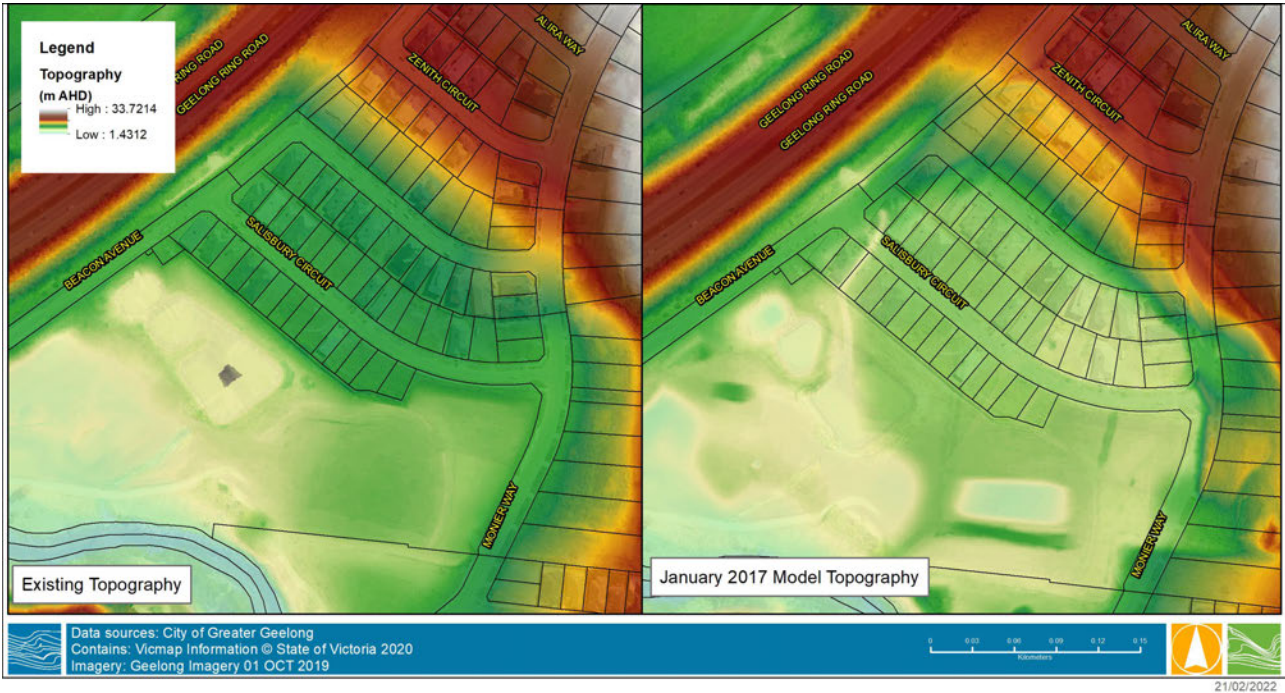 Legend
Topography
(m AHD)
High : 33.7214
Low : 1.4312
RING ROAD
GEELONG RING ROAD
ZENITH CIRCUIT
ALIRA WAY
BEACON AVENUE
SALISBURY CIRCUIT
MONIER WAY
Existing Topography
GEELONG RING ROAD
GEELONG RING ROAD
ZENITH CIRCUIT
ALIRA WAY
BEACON AVENUE
SALISBURY CIRCUIT
MONIER WAY
January 2017 Model Topography
Data sources: City of Greater Geelong
Contains: Vicmap Information © State of Victoria 2020
Imagery: Geelong Imagery 01 OCT 2019
0 0.03 0.06 0.09 0.12 0.15
Kilometers
21/02/2022